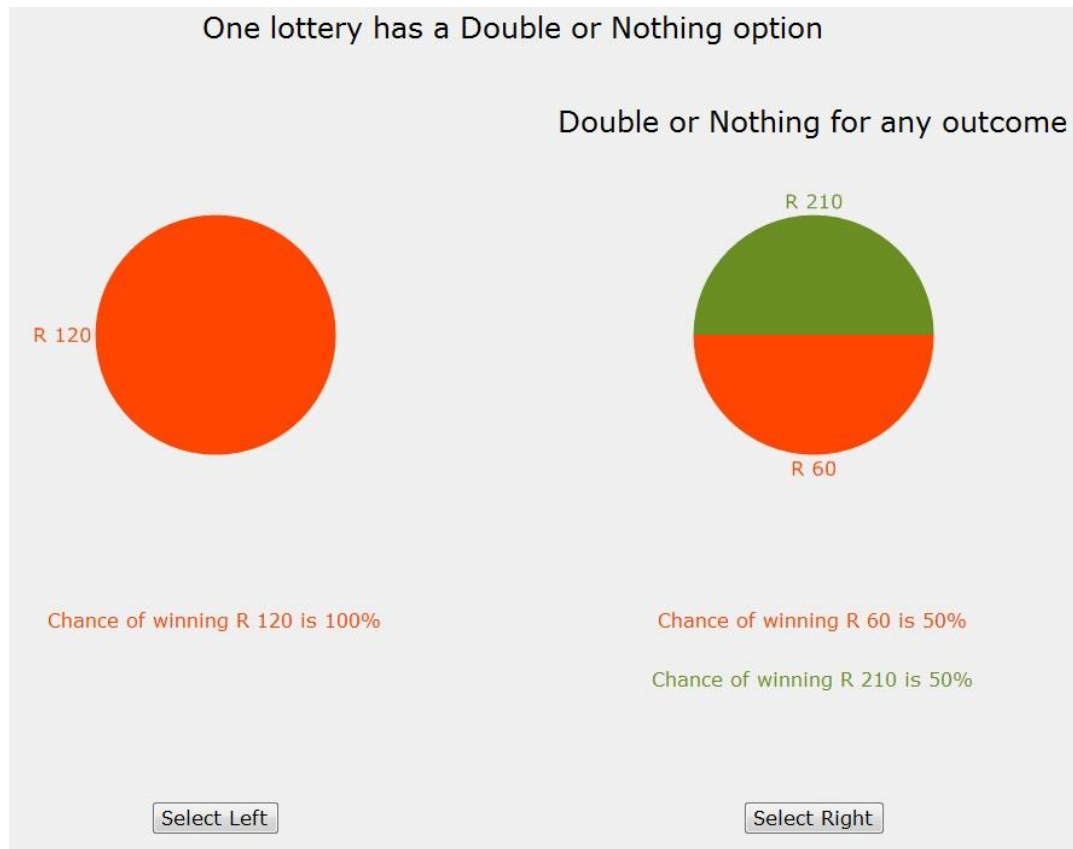 One lottery has a Double or Nothing option
Double or Nothing for any outcome
R 210
R 120
R 60
Chance of winning R 120 is 100%
Chance of winning R 60 is 50%
Chance of winning R 210 is 50%
Select Left
Select Right